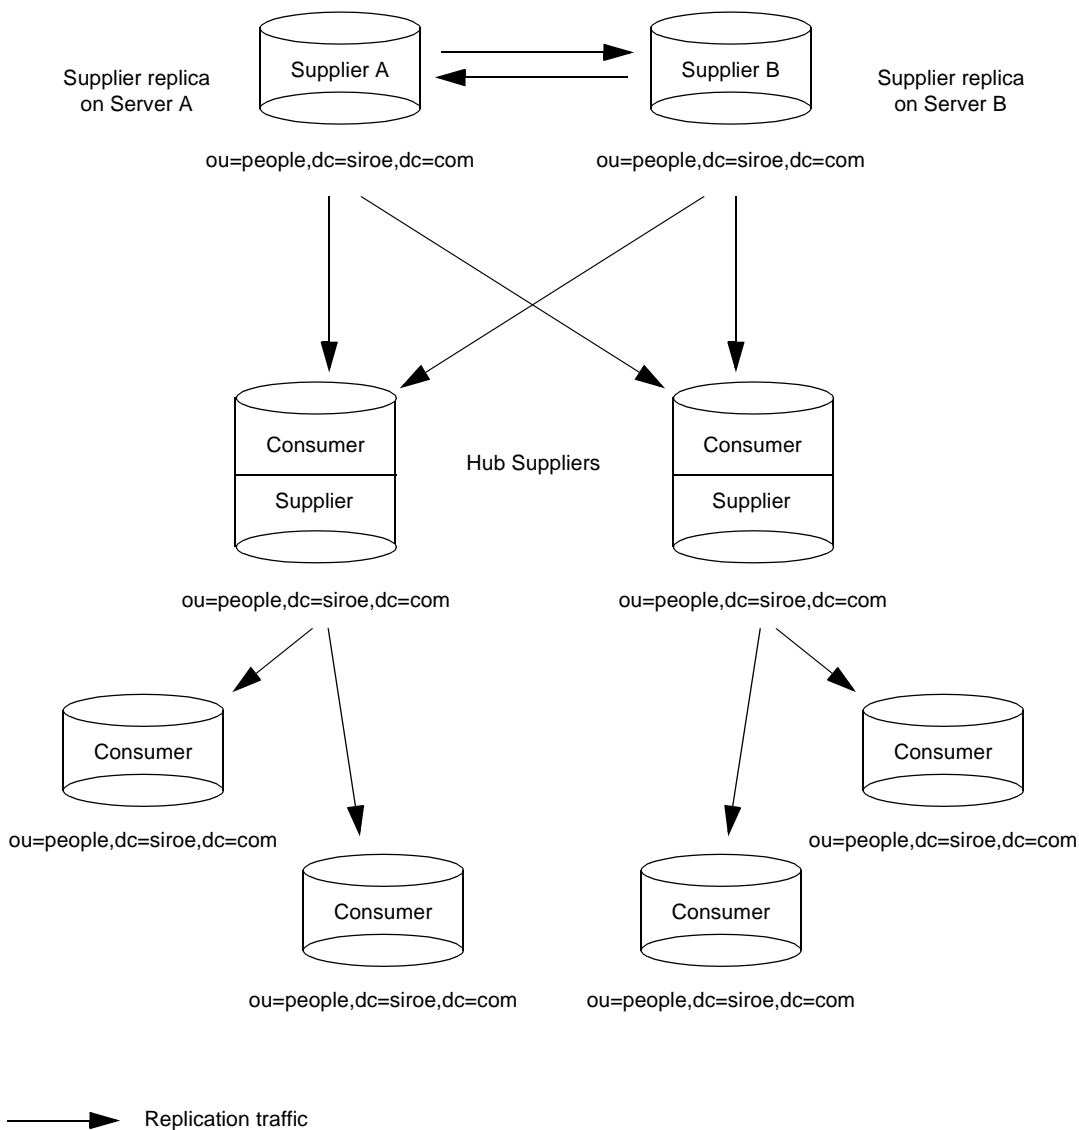 Supplier A
Supplier B
Supplier replica
on Server A
Supplier replica
on Server B
ou=people,dc=siroe,dc=com
ou=people,dc=siroe,dc=com
Consumer
Supplier
Hub Suppliers
Consumer
Supplier
ou=people,dc=siroe,dc=com
ou=people,dc=siroe,dc=com
Consumer
Consumer
ou=people,dc=siroe,dc=com
ou=people,dc=siroe,dc=com
Consumer
Consumer
ou=people,dc=siroe,dc=com
ou=people,dc=siroe,dc=com
Replication traffic